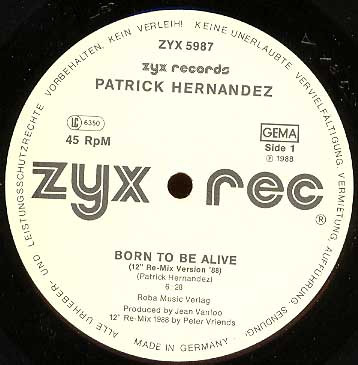 ALLE URHEBER- UND LEISTUNGSSCHUTZRECHTE VORBEHALTEN. KEIN VERLEIH! KEINE UNERLAUBTE VERVIELFÄLTIGUNG, VERMIETUNG, AUFFÜHRUNG, SENDUNG.
ZYX 5987
zyx records
PATRICK HERNANDEZ
LC 6350
GEMA
45 RpM
Side 1
℗ 1988
zyx rec
®
BORN TO BE ALIVE
(12" Re-Mix Version '88)
(Patrick Hernandez)
6:28
Roba Music Verlag
Produced by Jean Vanloo
12" Re-Mix 1988 by Peter Vriends
MADE IN GERMANY